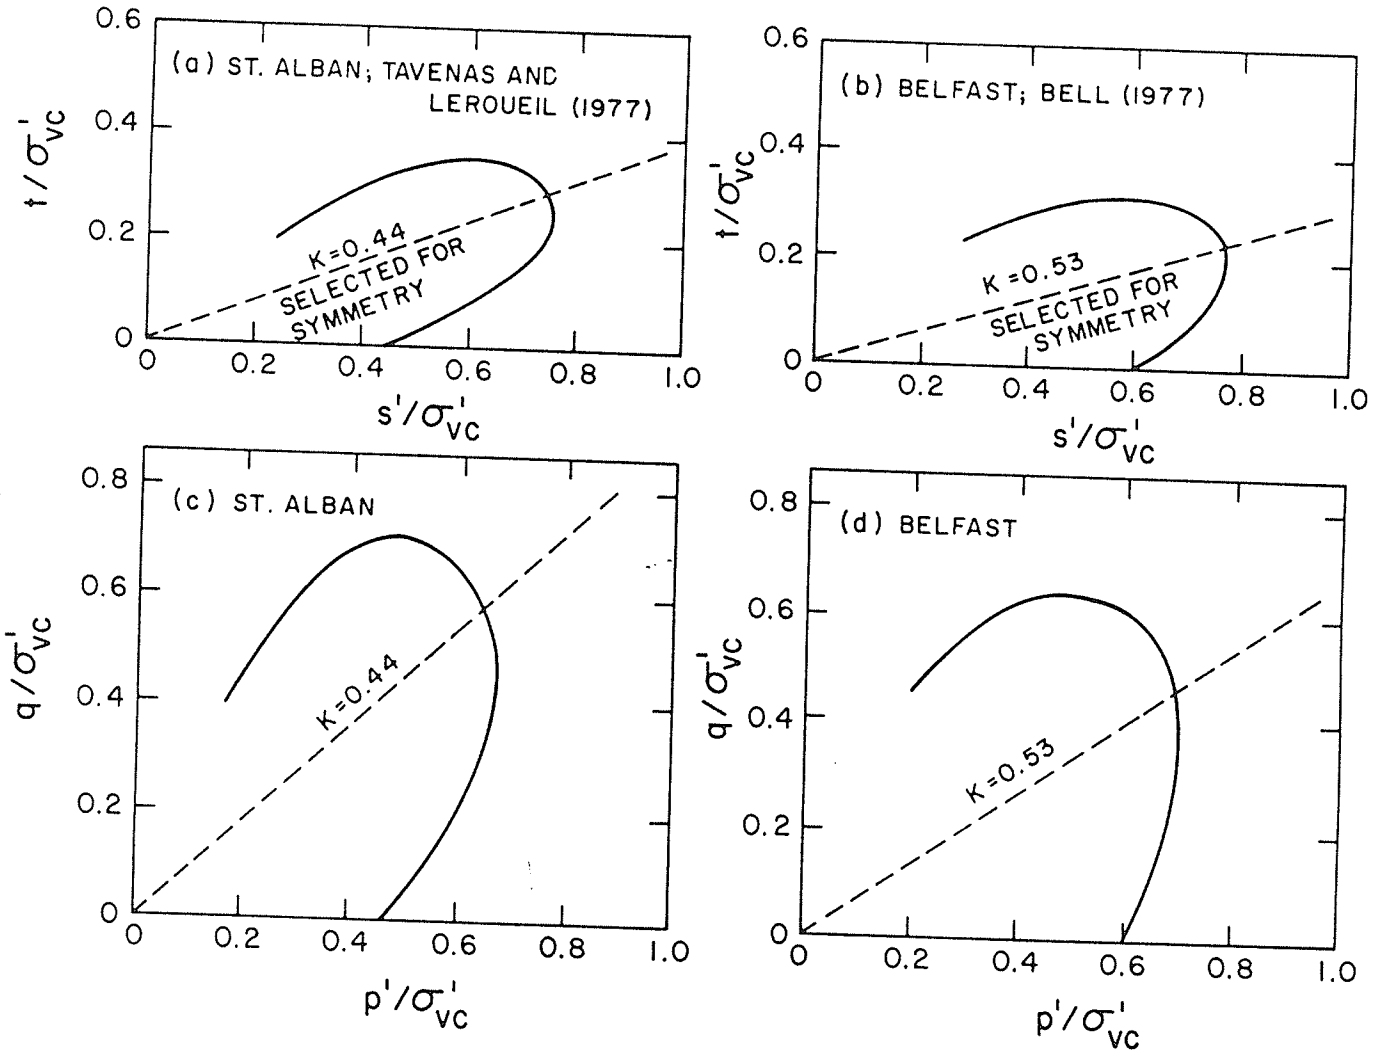 0.6
0.4
0.2
0
t/σ'VC
(a) ST. ALBAN; TAVENAS AND
LEROUEIL (1977)
K=0.44
SELECTED FOR
SYMMETRY
0 0.2 0.4 0.6 0.8 1.0
s'/σ'VC
0.6
0.4
0.2
0
t/σ'VC
(b) BELFAST; BELL (1977)
K=0.53
SELECTED FOR
SYMMETRY
0 0.2 0.4 0.6 0.8 1.0
s'/σ'VC
0.8
0.6
0.4
0.2
0
q/σ'VC
(c) ST. ALBAN
K=0.44
0 0.2 0.4 0.6 0.8 1.0
p'/σ'VC
0.8
0.6
0.4
0.2
0
q/σ'VC
(d) BELFAST
K=0.53
0 0.2 0.4 0.6 0.8 1.0
p'/σ'VC